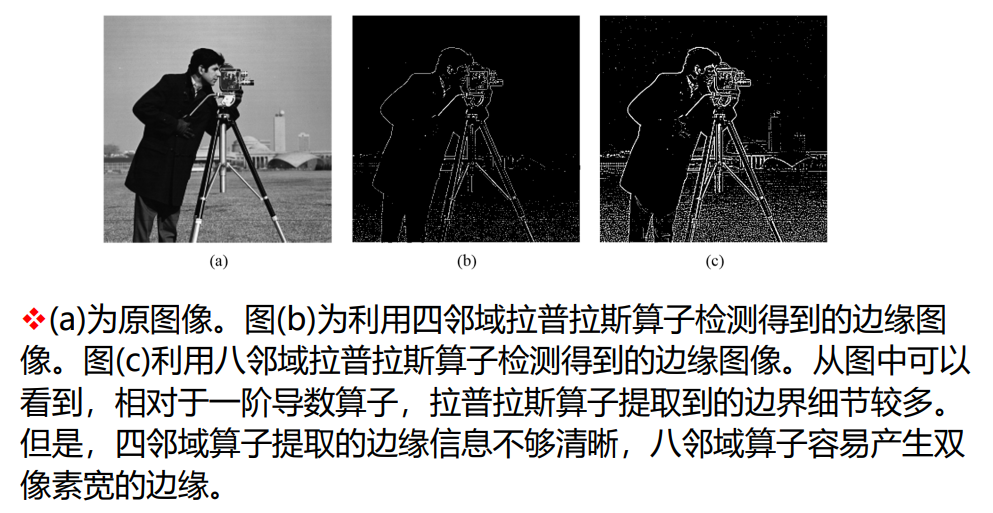 (a)
(b)
(c)
❖(a)为原图像。图(b)为利用四邻域拉普拉斯算子检测得到的边缘图
像。图(c)利用八邻域拉普拉斯算子检测得到的边缘图像。从图中可以
看到，相对于一阶导数算子，拉普拉斯算子提取到的边界细节较多。
但是，四邻域算子提取的边缘信息不够清晰，八邻域算子容易产生双
像素宽的边缘。